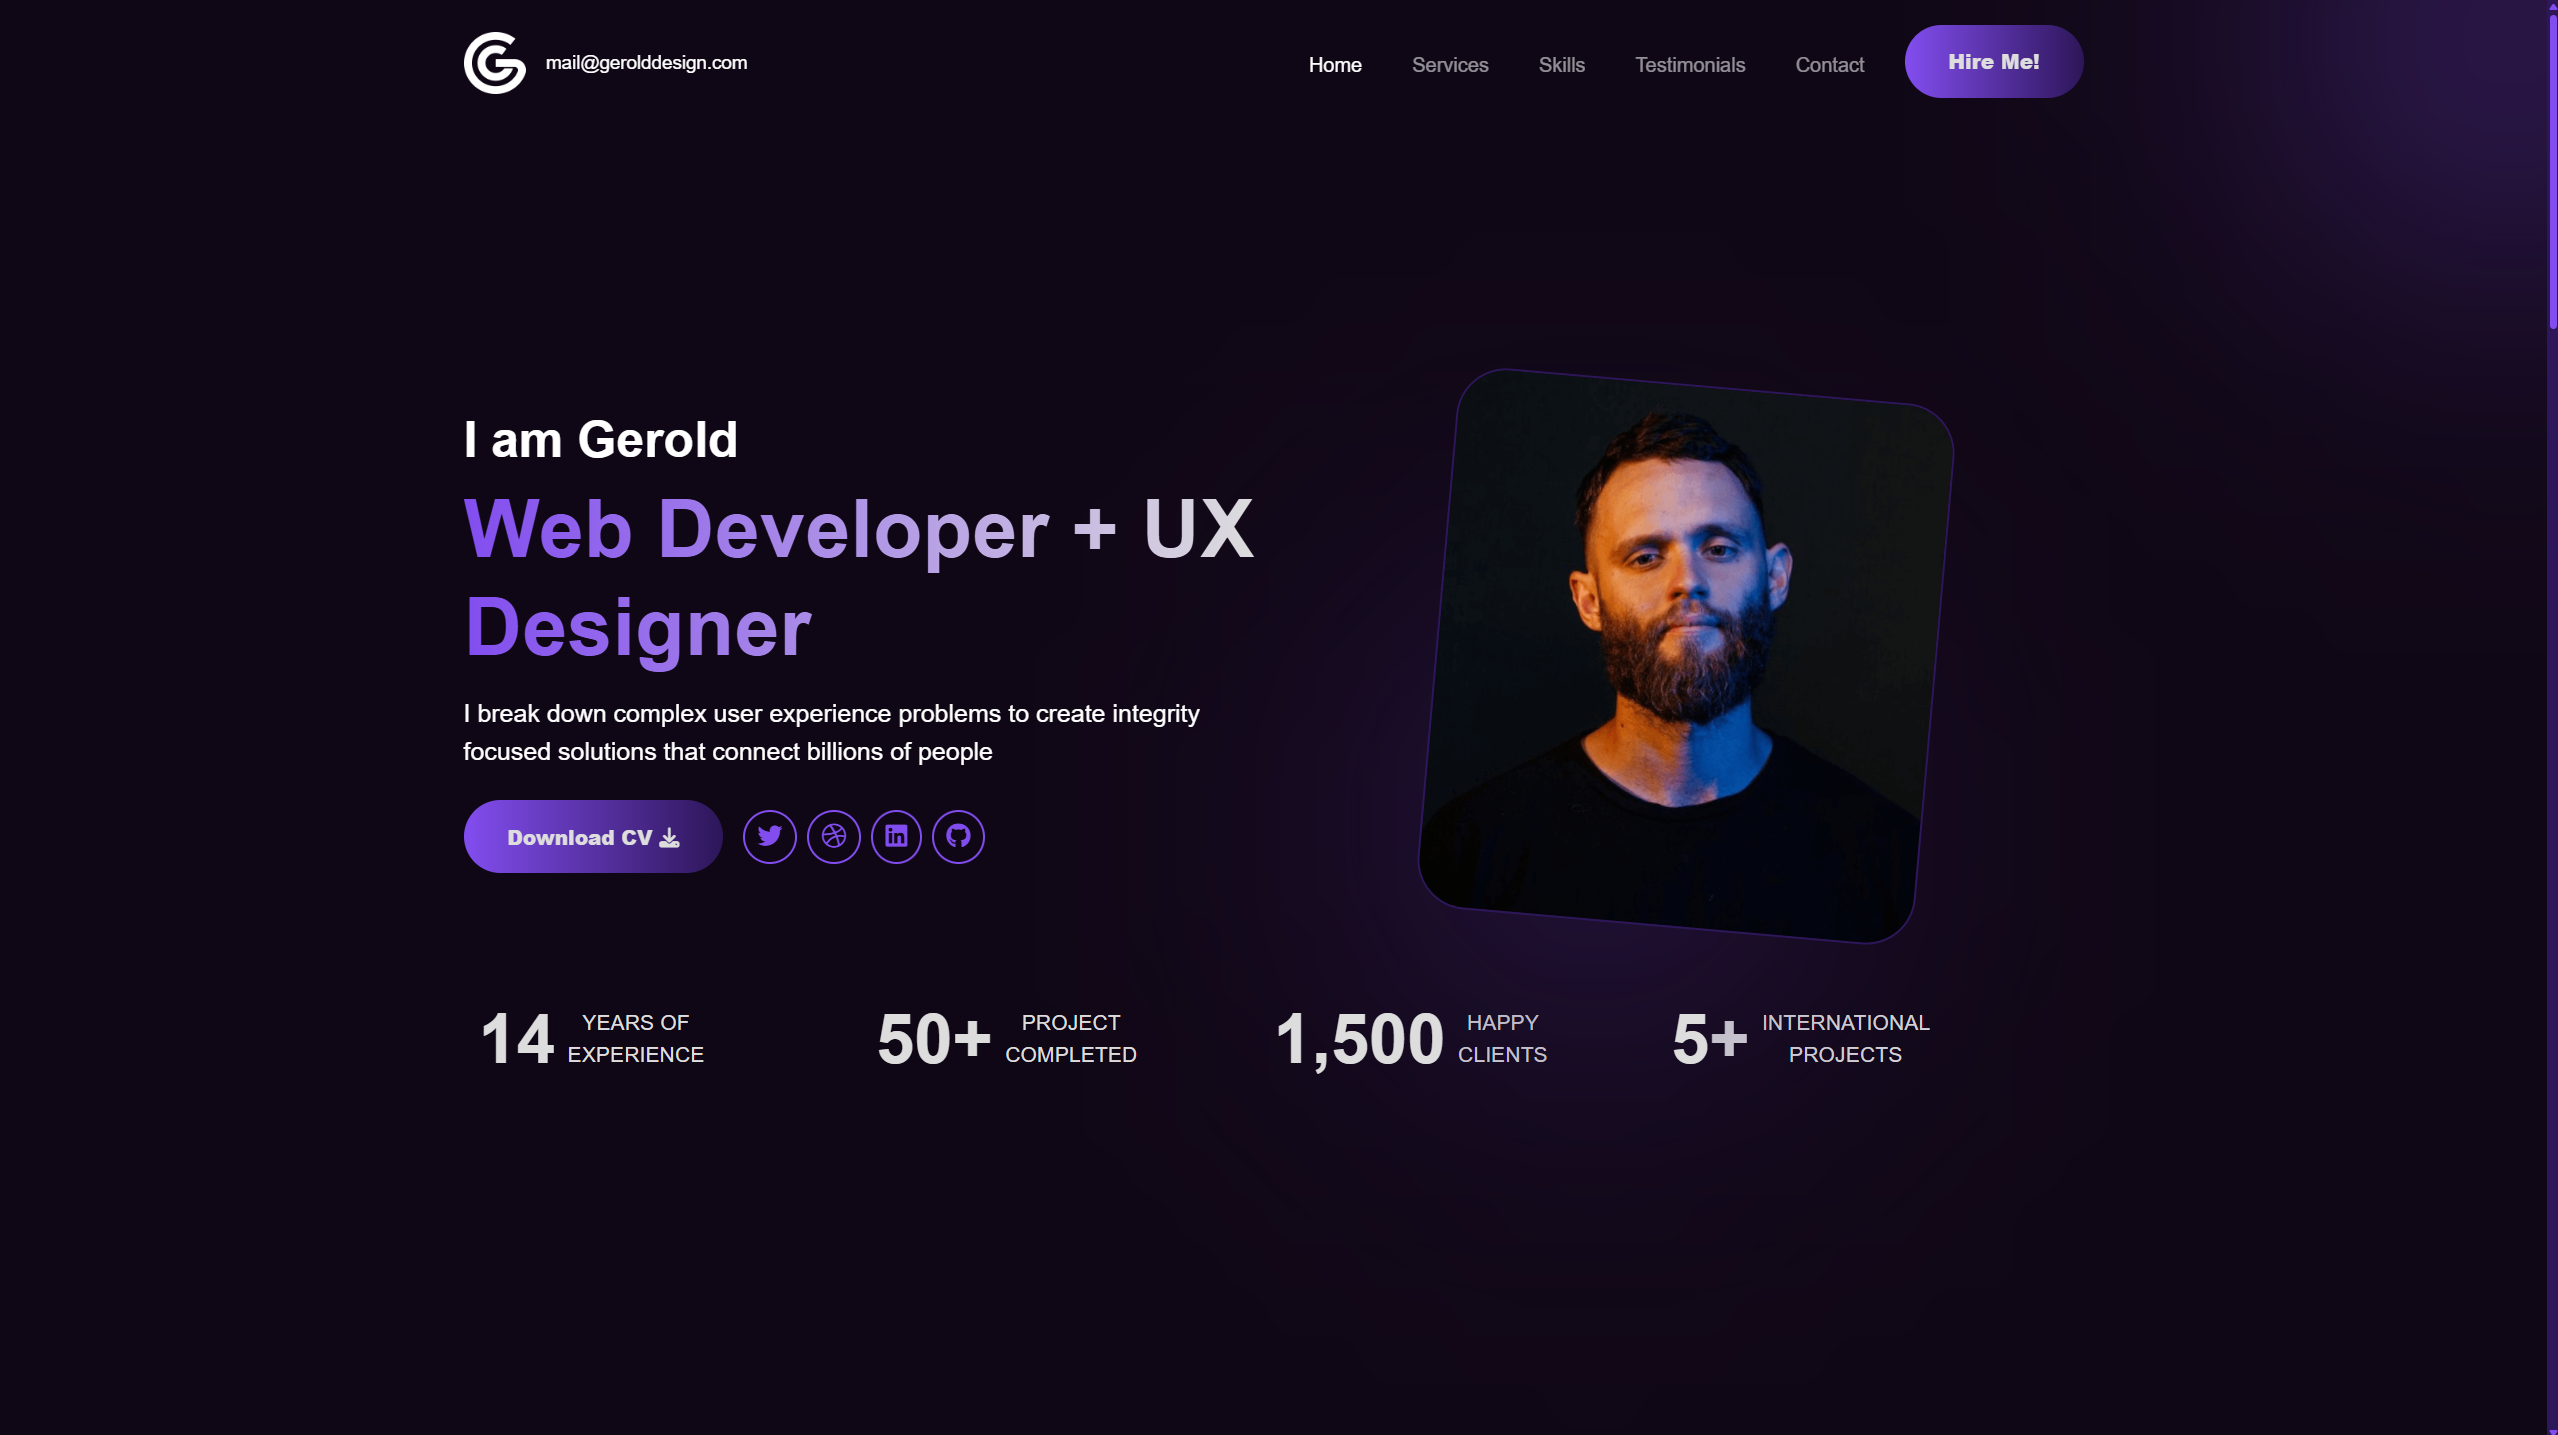 mail@gerolddesign.com
Home
Services
Skills
Testimonials
Contact
Hire Me!
I am Gerold
Web Developer + UX
Designer
I break down complex user experience problems to create integrity
focused solutions that connect billions of people
Download CV
14
YEARS OF
EXPERIENCE
50+
PROJECT
COMPLETED
1,500
HAPPY
CLIENTS
5+
INTERNATIONAL
PROJECTS